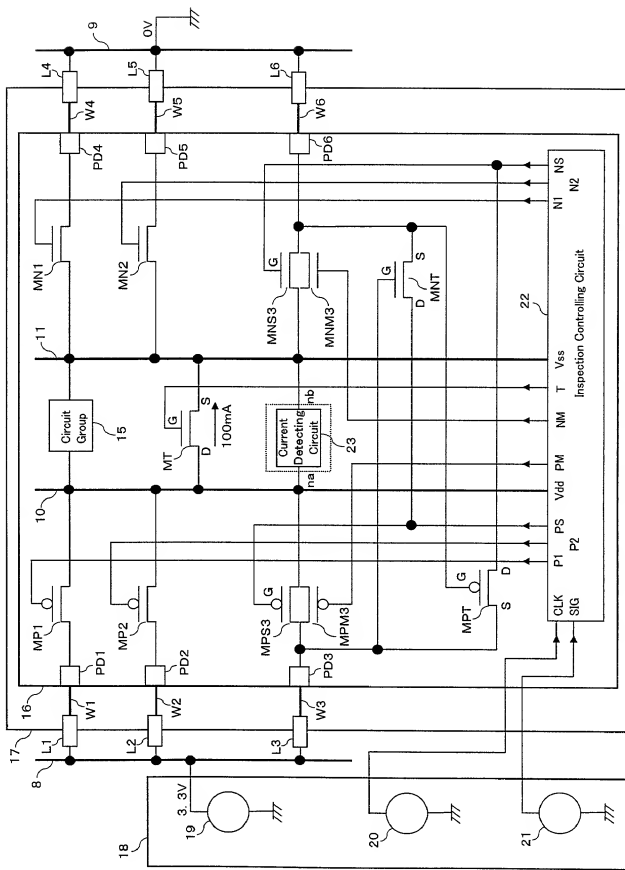 9
0V
L4
L5
L6
W4
W5
W6
PD4
PD5
PD6
MN1
MN2
G
MNS3
MNM3
G
S
D
MNT
NS
N2
N1
11
Vss
Circuit
Group
15
G
S
D
MT
100mA
T
nb
Current
Detecting
Circuit
23
na
NM
PM
22
Inspection Controlling Circuit
10
Vdd
PS
P2
P1
MP1
MP2
G
MPS3
MPM3
G
D
S
MPT
CLK
SIG
16
PD1
PD2
PD3
W1
W2
W3
17
L1
L2
L3
8
3. 3V
19
20
21
18